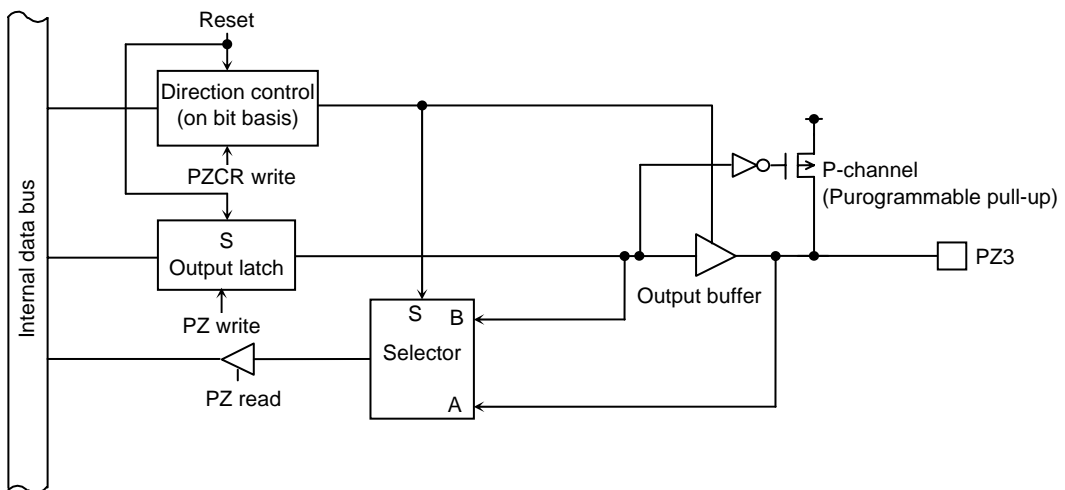 Reset
Direction control
(on bit basis)
P-channel
(Purogrammable pull-up)
PZCR write
S
Output latch
PZ3
Output buffer
PZ write
S
B
Selector
A
PZ read
Internal data bus